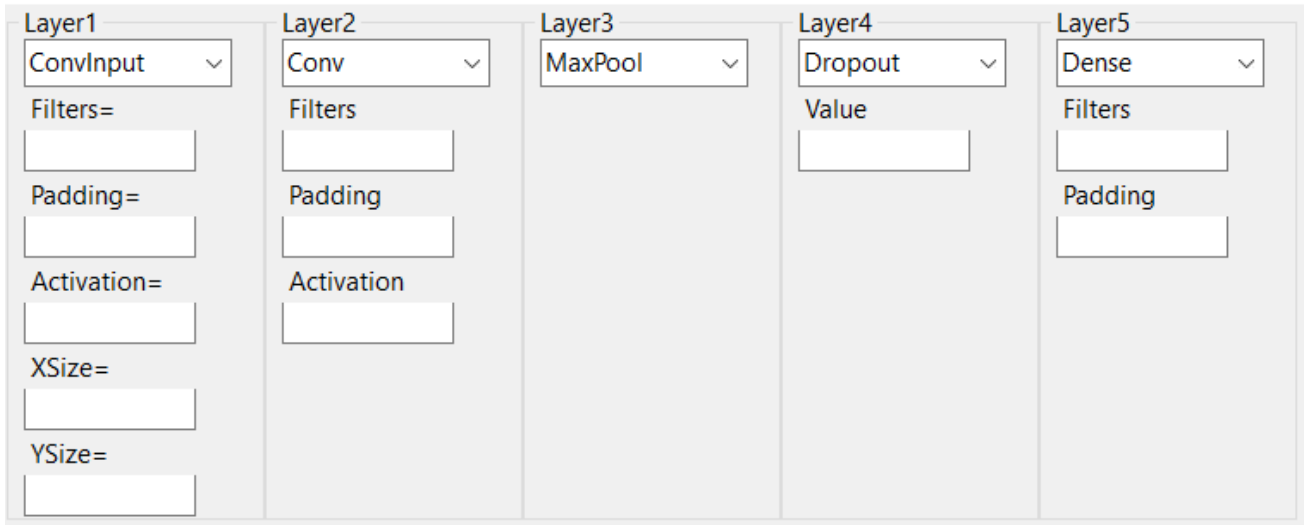 Layer1
ConvInput
Filters=
Padding=
Activation=
XSize=
YSize=
Layer2
Conv
Filters
Padding
Activation
Layer3
MaxPool
Layer4
Dropout
Value
Layer5
Dense
Filters
Padding